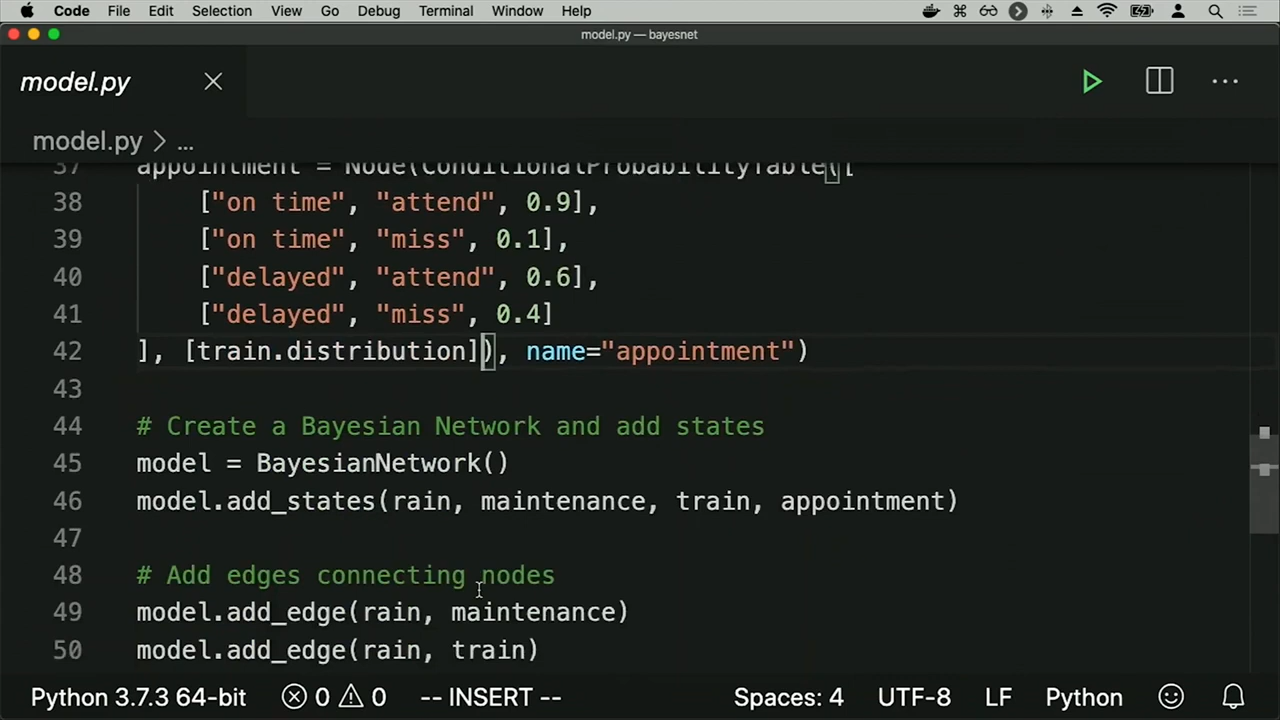 Code File Edit Selection View Go Debug Terminal Window Help
model.py — bayesnet
model.py
model.py > ...
37 appointment = Node(ConditionalProbabilityTable([
38 ["on time", "attend", 0.9],
39 ["on time", "miss", 0.1],
40 ["delayed", "attend", 0.6],
41 ["delayed", "miss", 0.4]
42 ], [train.distribution]), name="appointment")
43
44 # Create a Bayesian Network and add states
45 model = BayesianNetwork()
46 model.add_states(rain, maintenance, train, appointment)
47
48 # Add edges connecting nodes
49 model.add_edge(rain, maintenance)
50 model.add_edge(rain, train)
Python 3.7.3 64-bit 0 0 -- INSERT -- Spaces: 4 UTF-8 LF Python